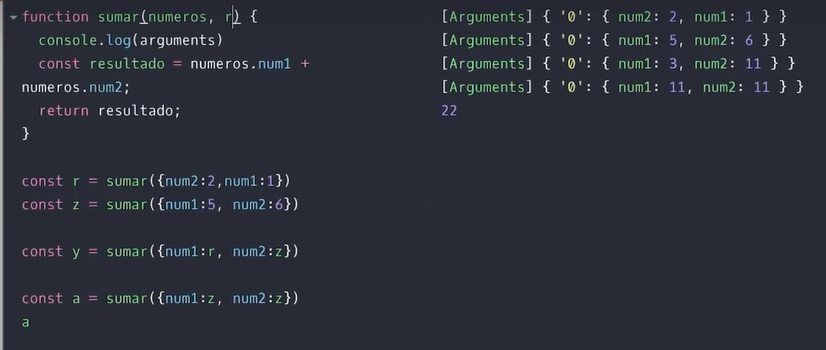 function sumar(numeros, r) {
console.log(arguments)
const resultado = numeros.num1 +
numeros.num2;
return resultado;
}
const r = sumar({num2:2,num1:1})
const z = sumar({num1:5, num2:6})
const y = sumar({num1:r, num2:z})
const a = sumar({num1:z, num2:z})
a
[Arguments] { '0': { num2: 2, num1: 1 } }
[Arguments] { '0': { num1: 5, num2: 6 } }
[Arguments] { '0': { num1: 3, num2: 11 } }
[Arguments] { '0': { num1: 11, num2: 11 } }
22